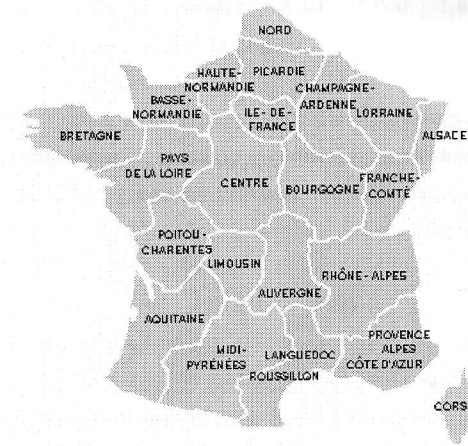 NORD
HAUTE-
NORMANDIE
PICARDIE
CHAMPAGNE-
ARDENNE
BASSE-
NORMANDIE
ILE-DE-
FRANCE
LORRAINE
ALSACE
BRETAGNE
PAYS
DE LA LOIRE
CENTRE
BOURGOGNE
FRANCHE-
COMTÉ
POITOU-
CHARENTES
LIMOUSIN
AUVERGNE
RHÔNE-ALPES
AQUITAINE
MIDI-
PYRÉNÉES
LANGUEDOC
ROUSSILLON
PROVENCE
ALPES
CÔTE D'AZUR
CORS